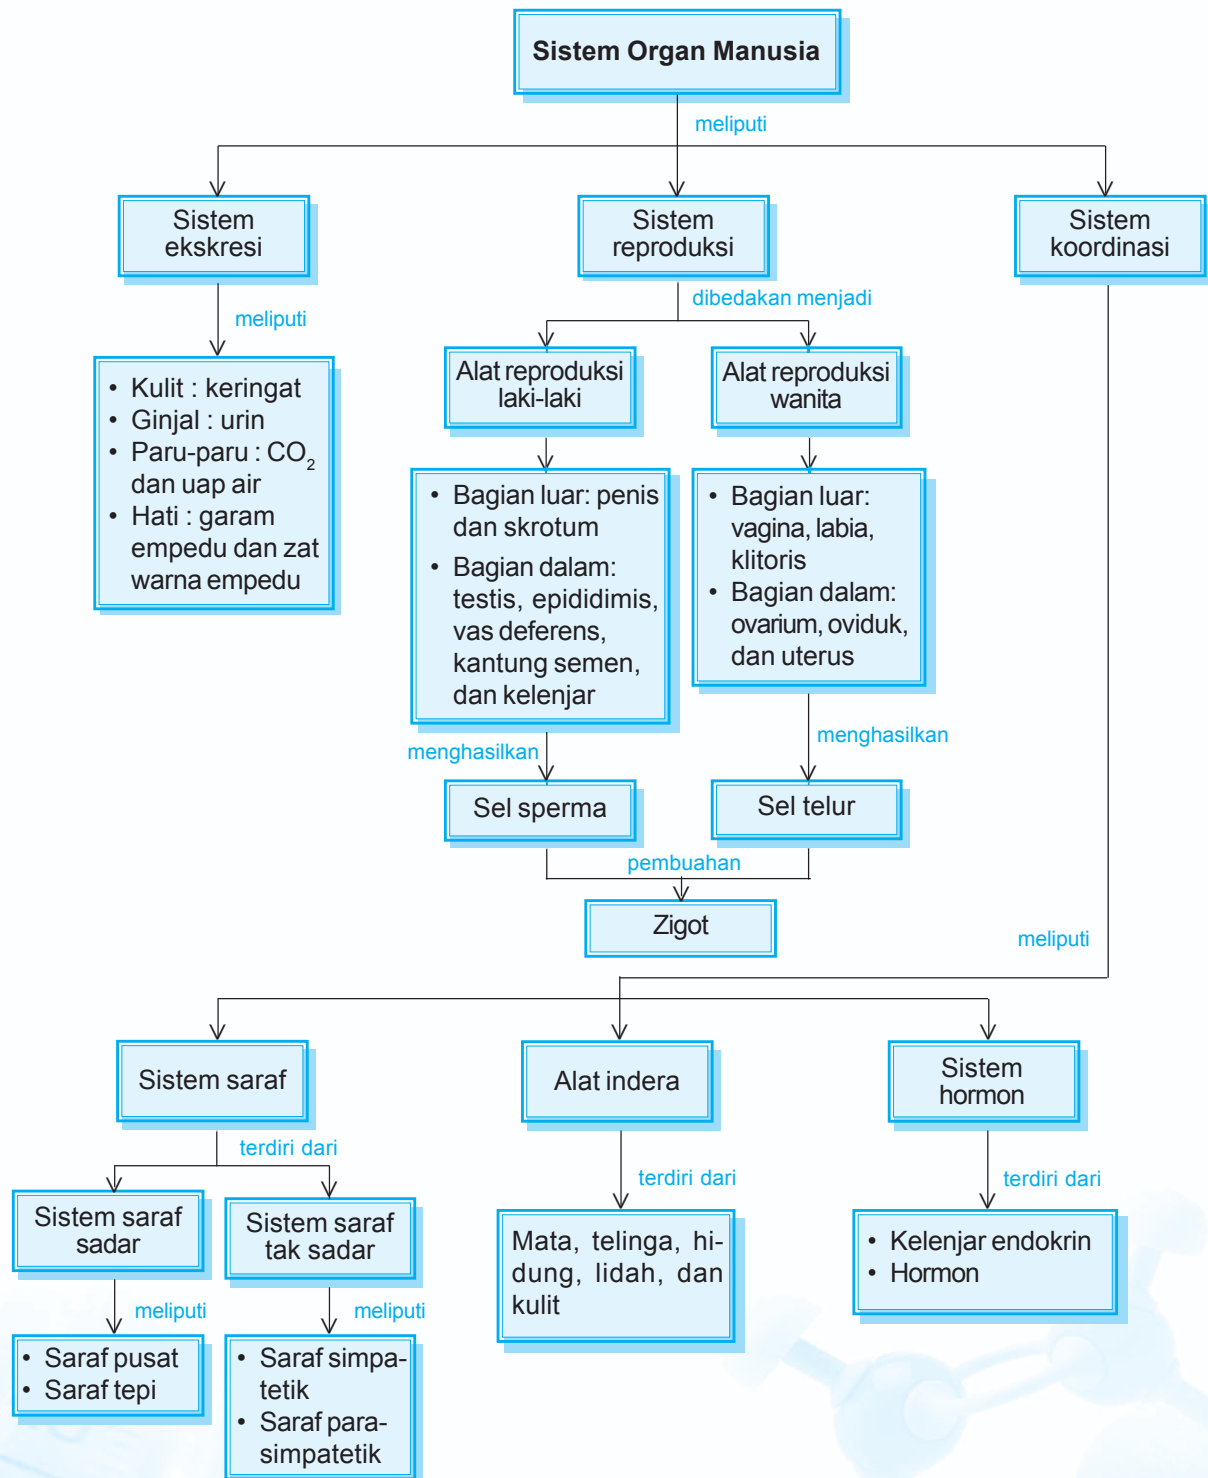 Sistem Organ Manusia
meliputi
Sistem
ekskresi
Sistem
reproduksi
Sistem
koordinasi
meliputi
• Kulit : keringat
• Ginjal : urin
• Paru-paru : CO₂
dan uap air
• Hati : garam
empedu dan zat
warna empedu
dibedakan menjadi
Alat reproduksi
laki-laki
Alat reproduksi
wanita
• Bagian luar: penis
dan skrotum
• Bagian dalam:
testis, epididimis,
vas deferens,
kantung semen,
dan kelenjar
• Bagian luar:
vagina, labia,
klitoris
• Bagian dalam:
ovarium, oviduk,
dan uterus
menghasilkan
menghasilkan
Sel sperma
Sel telur
pembuahan
Zigot
meliputi
Sistem saraf
Alat indera
Sistem
hormon
terdiri dari
terdiri dari
terdiri dari
Sistem saraf
sadar
Sistem saraf
tak sadar
Mata, telinga, hi-
dung, lidah, dan
kulit
• Kelenjar endokrin
• Hormon
meliputi
meliputi
• Saraf pusat
• Saraf tepi
• Saraf simpa-
tetik
• Saraf para-
simpatetik